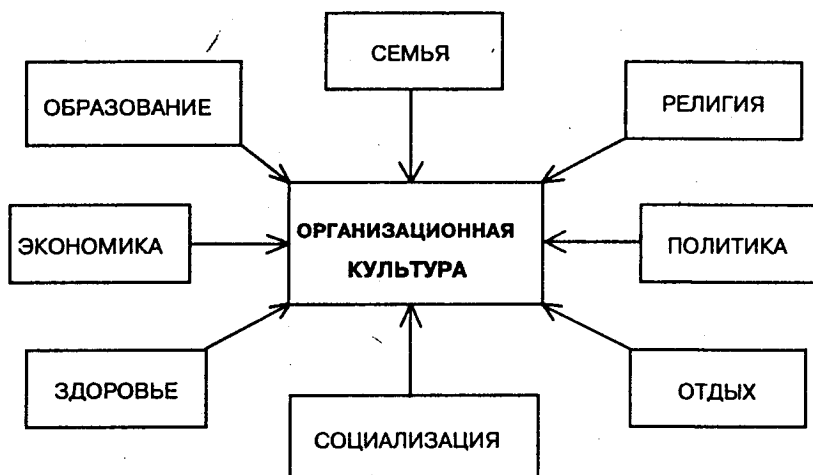 СЕМЬЯ
ОБРАЗОВАНИЕ
РЕЛИГИЯ
ЭКОНОМИКА
ОРГАНИЗАЦИОННАЯ
КУЛЬТУРА
ПОЛИТИКА
ЗДОРОВЬЕ
СОЦИАЛИЗАЦИЯ
ОТДЫХ